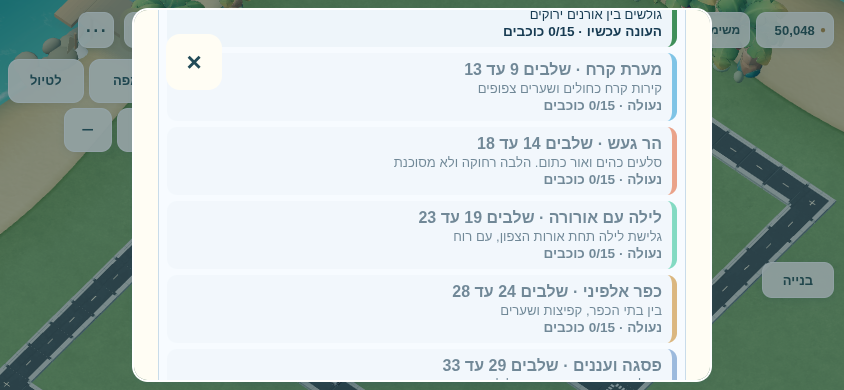 50,048
משימ
...
לטיול
מפה
—
בנייה
×
גולשים בין אורנים ירוקים
העונה עכשיו · 0/15 כוכבים
מערת קרח · שלבים 9 עד 13
קירות קרח כחולים ושערים צפופים
נעולה · 0/15 כוכבים
הר געש · שלבים 14 עד 18
סלעים כהים ואור כתום. הלבה רחוקה ולא מסוכנת
נעולה · 0/15 כוכבים
לילה עם אורורה · שלבים 19 עד 23
גלישת לילה תחת אורות הצפון, עם רוח
נעולה · 0/15 כוכבים
כפר אלפיני · שלבים 24 עד 28
בין בתי הכפר, קפיצות ושערים
נעולה · 0/15 כוכבים
פסגה ועננים · שלבים 29 עד 33